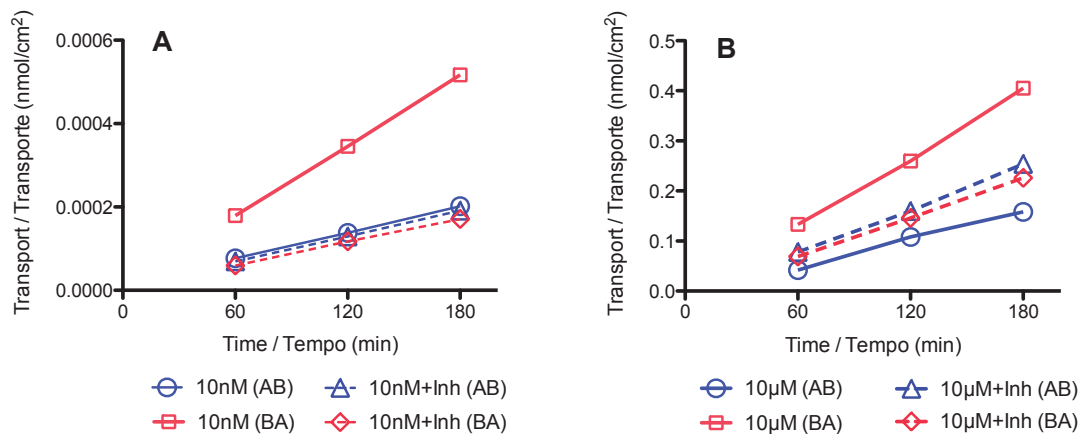 A
Transport / Transporte (nmol/cm²)
0.0006
0.0004
0.0002
0.0000
0 60 120 180
Time / Tempo (min)
10nM (AB) 10nM+Inh (AB)
10nM (BA) 10nM+Inh (BA)
B
Transport / Transporte (nmol/cm²)
0.5
0.4
0.3
0.2
0.1
0.0
0 60 120 180
Time / Tempo (min)
10µM (AB) 10µM+Inh (AB)
10µM (BA) 10µM+Inh (BA)